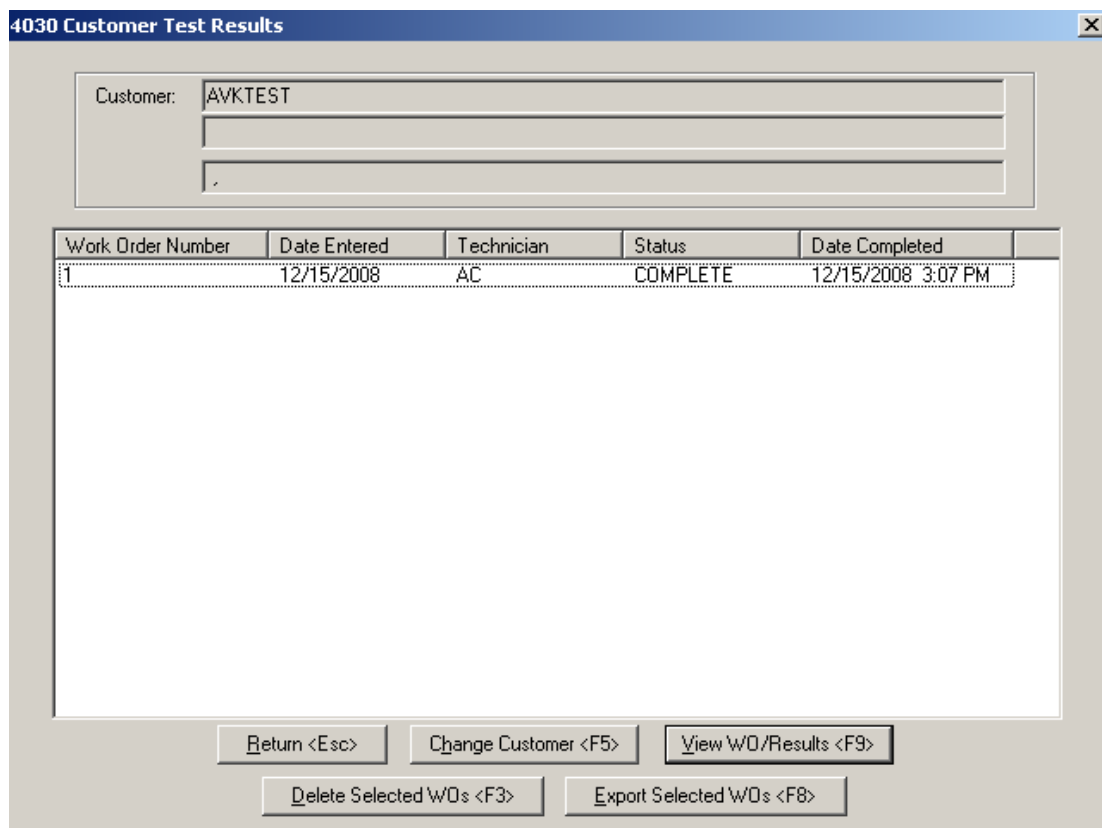 4030 Customer Test Results
Customer: AVKTEST
,
Work Order Number Date Entered Technician Status Date Completed
1 12/15/2008 AC COMPLETE 12/15/2008 3:07 PM
Return <Esc> Change Customer <F5> View WO/Results <F9>
Delete Selected WOs <F3> Export Selected WOs <F8>